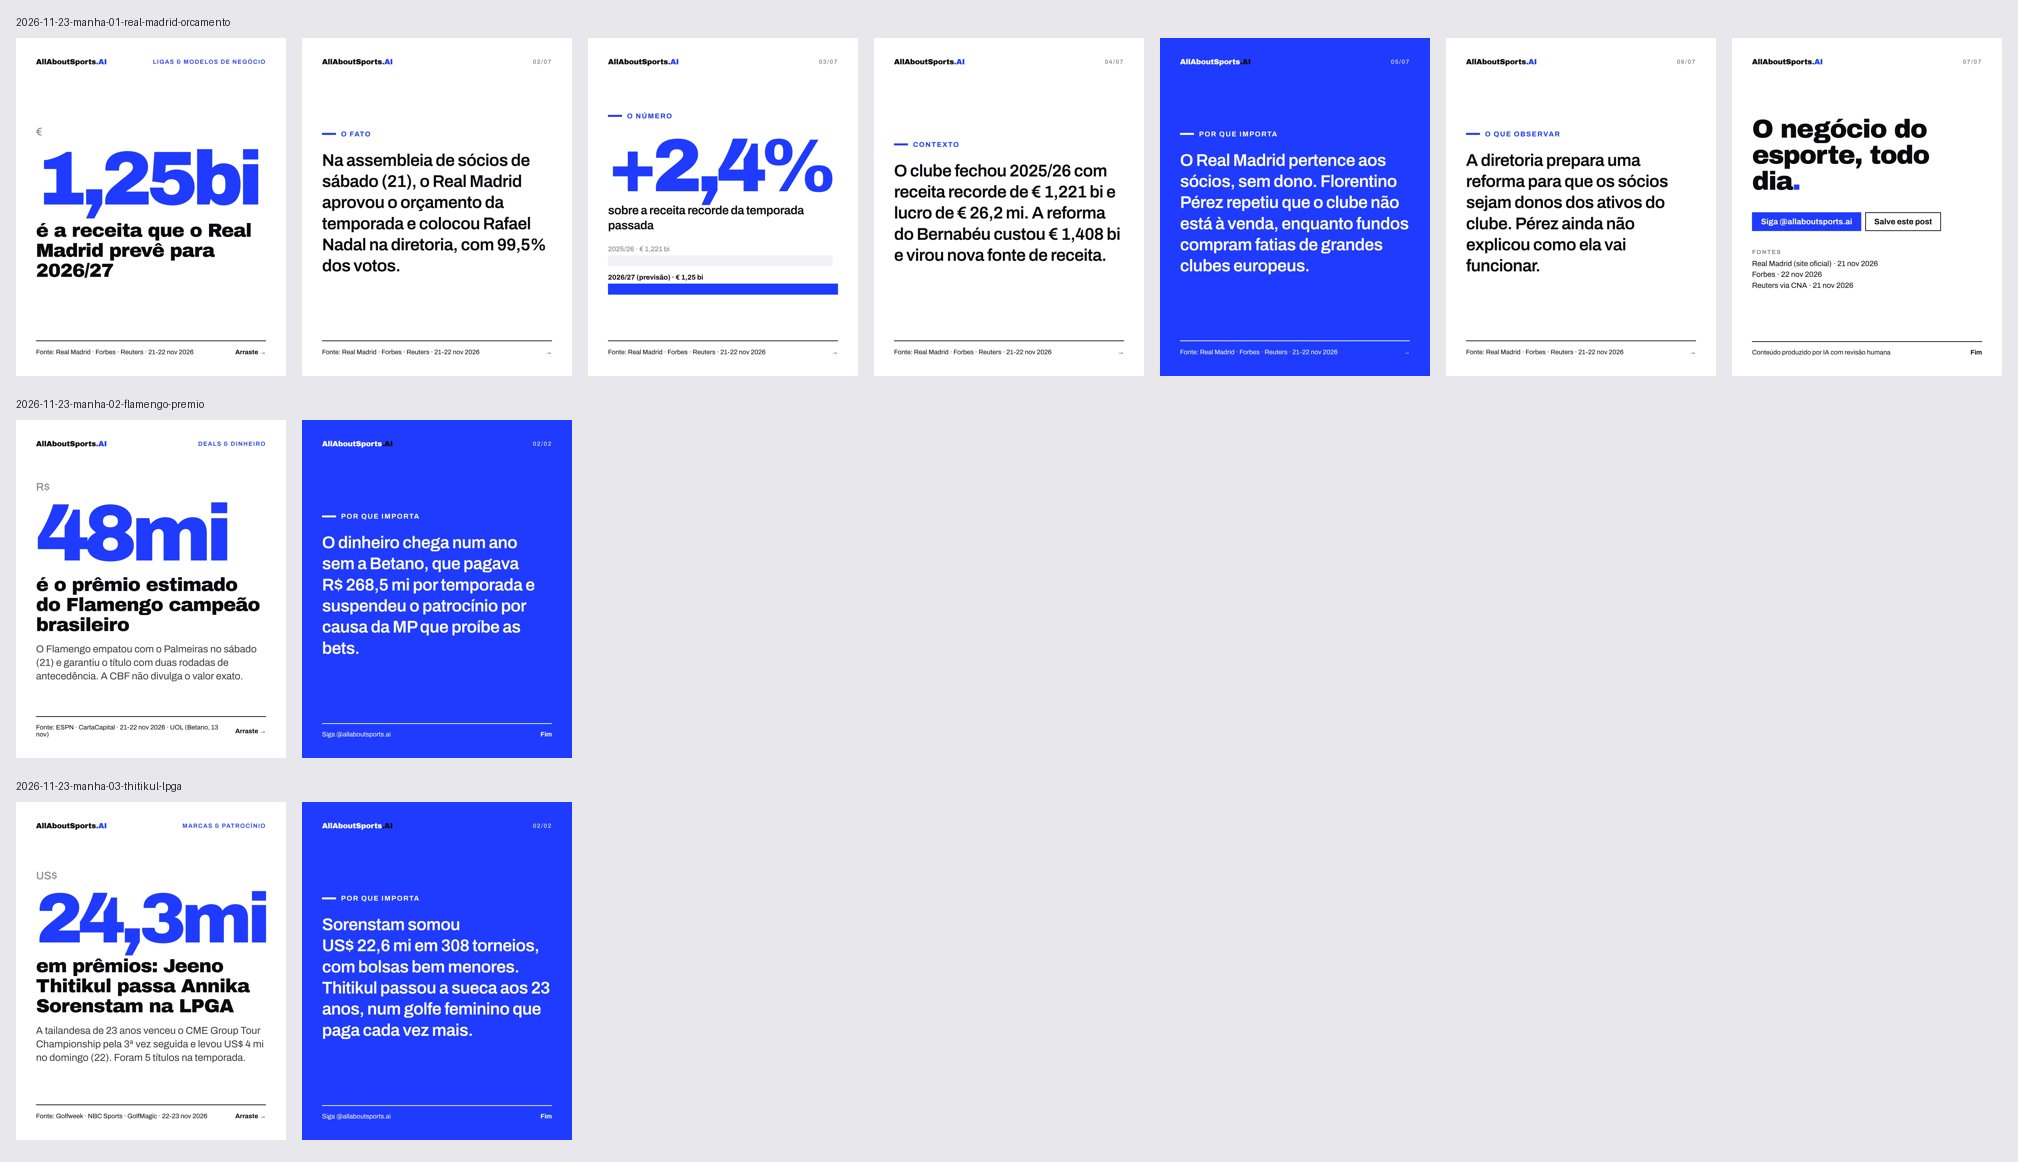 2026-11-23-manha-01-real-madrid-orcamento
AllAboutSports.AI
LIGAS & MODELOS DE NEGÓCIO
€
1,25bi
é a receita que o Real
Madrid prevê para
2026/27
Fonte: Real Madrid · Forbes · Reuters · 21-22 nov 2026
Arraste →
AllAboutSports.AI
02/07
O FATO
Na assembleia de sócios de
sábado (21), o Real Madrid
aprovou o orçamento da
temporada e colocou Rafael
Nadal na diretoria, com 99,5%
dos votos.
Fonte: Real Madrid · Forbes · Reuters · 21-22 nov 2026
→
AllAboutSports.AI
03/07
O NÚMERO
+2,4%
sobre a receita recorde da temporada
passada
2025/26 · € 1,221 bi
2026/27 (previsão) · € 1,25 bi
Fonte: Real Madrid · Forbes · Reuters · 21-22 nov 2026
→
AllAboutSports.AI
04/07
CONTEXTO
O clube fechou 2025/26 com
receita recorde de € 1,221 bi e
lucro de € 26,2 mi. A reforma
do Bernabéu custou € 1,408 bi
e virou nova fonte de receita.
Fonte: Real Madrid · Forbes · Reuters · 21-22 nov 2026
→
AllAboutSports.AI
05/07
POR QUE IMPORTA
O Real Madrid pertence aos
sócios, sem dono. Florentino
Pérez repetiu que o clube não
está à venda, enquanto fundos
compram fatias de grandes
clubes europeus.
Fonte: Real Madrid · Forbes · Reuters · 21-22 nov 2026
→
AllAboutSports.AI
06/07
O QUE OBSERVAR
A diretoria prepara uma
reforma para que os sócios
sejam donos dos ativos do
clube. Pérez ainda não
explicou como ela vai
funcionar.
Fonte: Real Madrid · Forbes · Reuters · 21-22 nov 2026
→
AllAboutSports.AI
07/07
O negócio do
esporte, todo
dia.
Siga @allaboutsports.ai
Salve este post
FONTES
Real Madrid (site oficial) · 21 nov 2026
Forbes · 22 nov 2026
Reuters via CNA · 21 nov 2026
Conteúdo produzido por IA com revisão humana
Fim
2026-11-23-manha-02-flamengo-premio
AllAboutSports.AI
DEALS & DINHEIRO
R$
48mi
é o prêmio estimado
do Flamengo campeão
brasileiro
O Flamengo empatou com o Palmeiras no sábado
(21) e garantiu o título com duas rodadas de
antecedência. A CBF não divulga o valor exato.
Fonte: ESPN · CartaCapital · 21-22 nov 2026 · UOL (Betano, 13
nov)
Arraste →
AllAboutSports.AI
02/02
POR QUE IMPORTA
O dinheiro chega num ano
sem a Betano, que pagava
R$ 268,5 mi por temporada e
suspendeu o patrocínio por
causa da MP que proíbe as
bets.
Siga @allaboutsports.ai
Fim
2026-11-23-manha-03-thitikul-lpga
AllAboutSports.AI
MARCAS & PATROCÍNIO
US$
24,3mi
em prêmios: Jeeno
Thitikul passa Annika
Sorenstam na LPGA
A tailandesa de 23 anos venceu o CME Group Tour
Championship pela 3ª vez seguida e levou US$ 4 mi
no domingo (22). Foram 5 títulos na temporada.
Fonte: Golfweek · NBC Sports · GolfMagic · 22-23 nov 2026
Arraste →
AllAboutSports.AI
02/02
POR QUE IMPORTA
Sorenstam somou
US$ 22,6 mi em 308 torneios,
com bolsas bem menores.
Thitikul passou a sueca aos 23
anos, num golfe feminino que
paga cada vez mais.
Siga @allaboutsports.ai
Fim